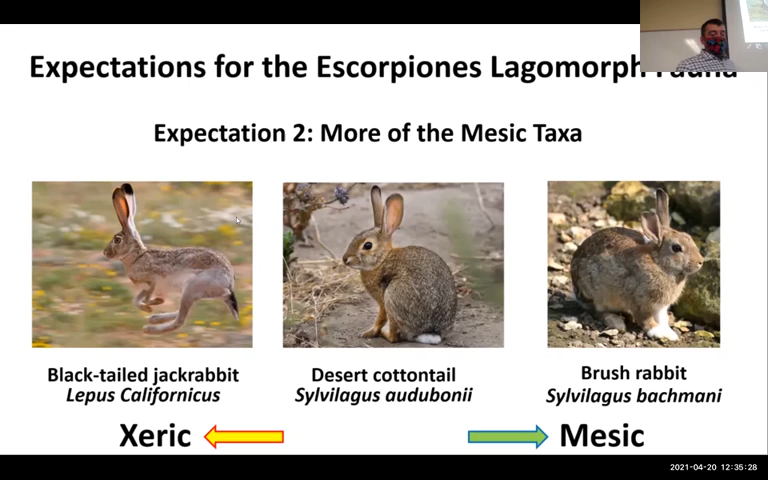 Expectations for the Escorpiones Lagomorph Fauna
Expectation 2: More of the Mesic Taxa
Black-tailed jackrabbit
Lepus Californicus
Desert cottontail
Sylvilagus audubonii
Brush rabbit
Sylvilagus bachmani
Xeric
Mesic
2021-04-20 12:35:28